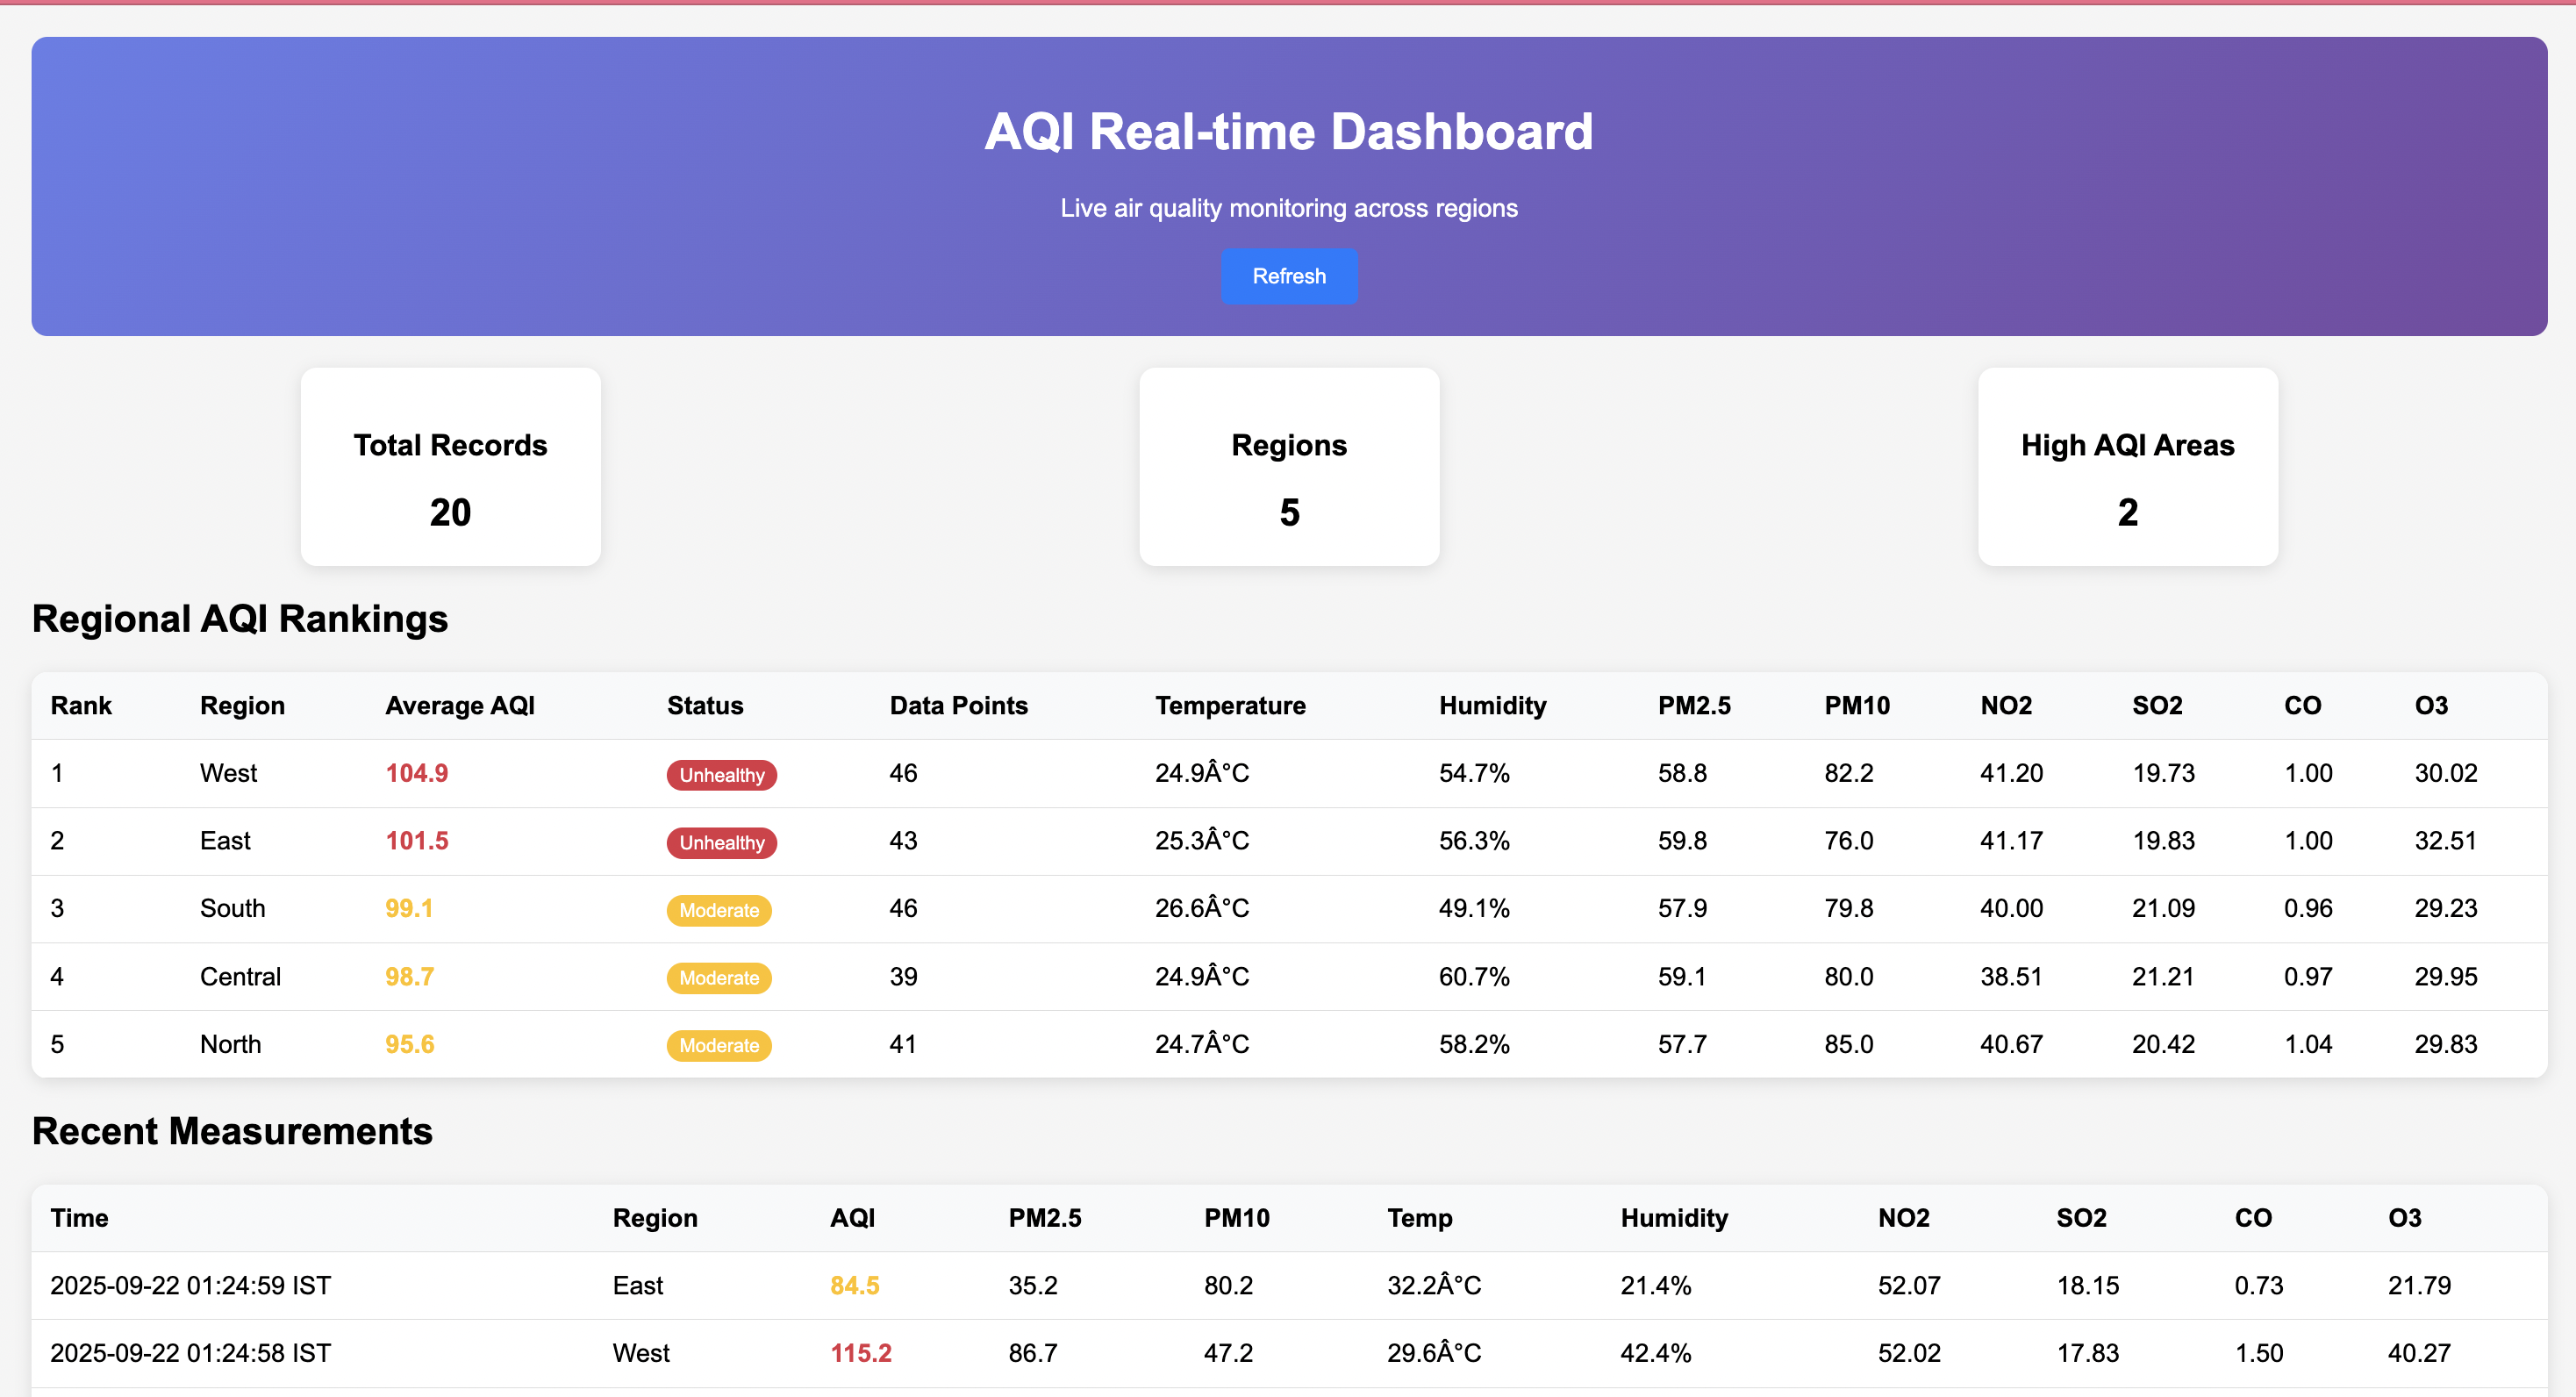 AQI Real-time Dashboard
Live air quality monitoring across regions
Refresh
Total Records
20
Regions
5
High AQI Areas
2
Regional AQI Rankings
Rank Region Average AQI Status Data Points Temperature Humidity PM2.5 PM10 NO2 SO2 CO O3
1 West 104.9 Unhealthy 46 24.9Â°C 54.7% 58.8 82.2 41.20 19.73 1.00 30.02
2 East 101.5 Unhealthy 43 25.3Â°C 56.3% 59.8 76.0 41.17 19.83 1.00 32.51
3 South 99.1 Moderate 46 26.6Â°C 49.1% 57.9 79.8 40.00 21.09 0.96 29.23
4 Central 98.7 Moderate 39 24.9Â°C 60.7% 59.1 80.0 38.51 21.21 0.97 29.95
5 North 95.6 Moderate 41 24.7Â°C 58.2% 57.7 85.0 40.67 20.42 1.04 29.83
Recent Measurements
Time Region AQI PM2.5 PM10 Temp Humidity NO2 SO2 CO O3
2025-09-22 01:24:59 IST East 84.5 35.2 80.2 32.2Â°C 21.4% 52.07 18.15 0.73 21.79
2025-09-22 01:24:58 IST West 115.2 86.7 47.2 29.6Â°C 42.4% 52.02 17.83 1.50 40.27